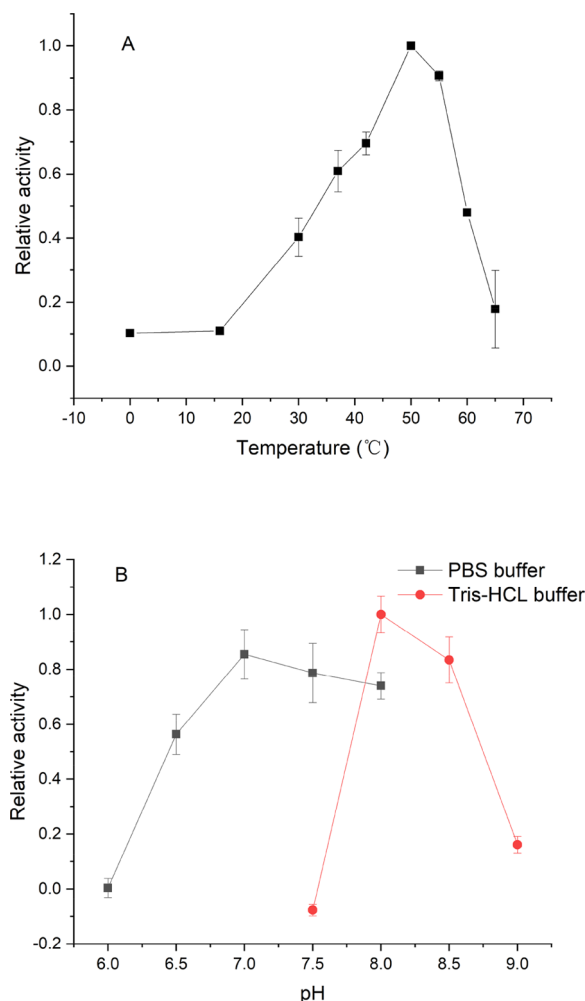 A
1.0
0.8
0.6
0.4
0.2
0.0
Relative activity
-10 0 10 20 30 40 50 60 70
Temperature (℃)
B
PBS buffer
Tris-HCL buffer
1.2
1.0
0.8
0.6
0.4
0.2
0.0
-0.2
Relative activity
6.0 6.5 7.0 7.5 8.0 8.5 9.0
pH